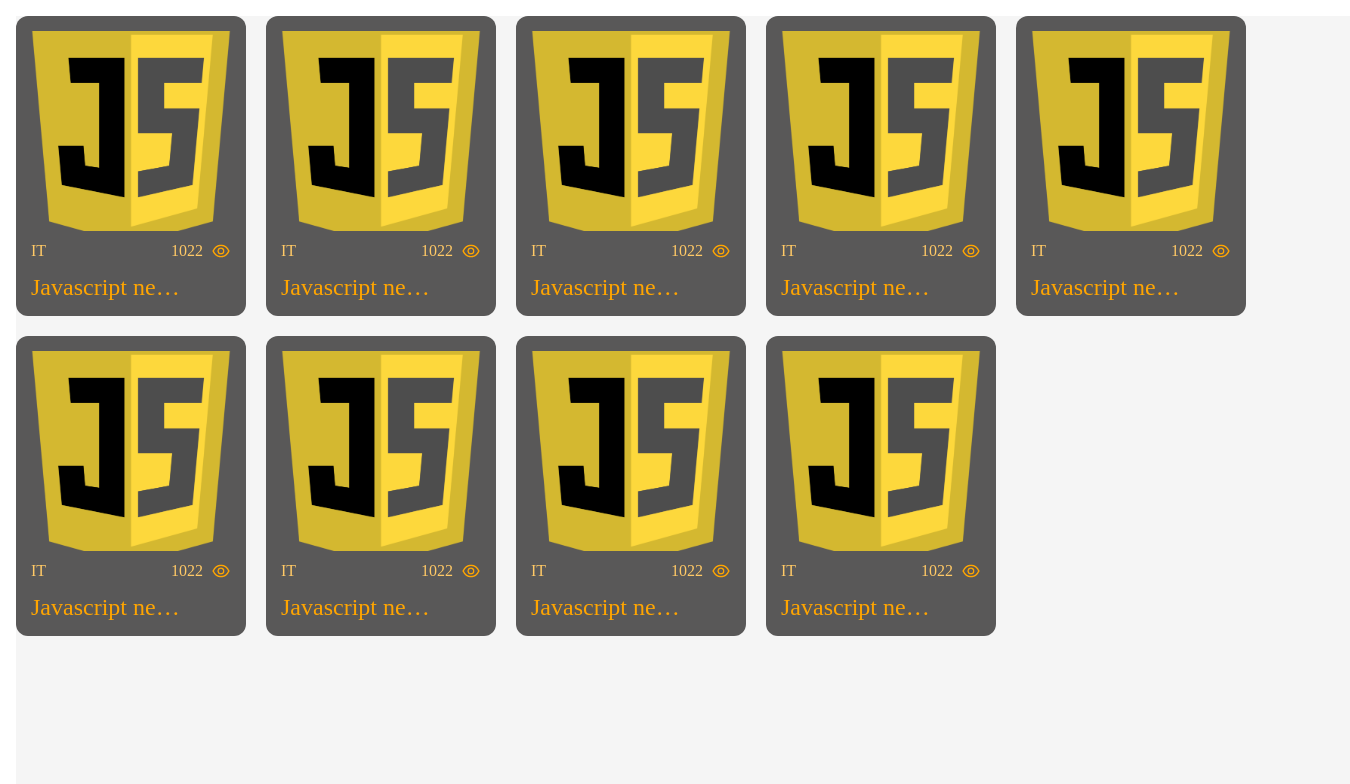 JS JS JS JS JS
IT 1022 IT 1022 IT 1022 IT 1022 IT 1022
Javascript ne… Javascript ne… Javascript ne… Javascript ne… Javascript ne…
JS JS JS JS
IT 1022 IT 1022 IT 1022 IT 1022
Javascript ne… Javascript ne… Javascript ne… Javascript ne…